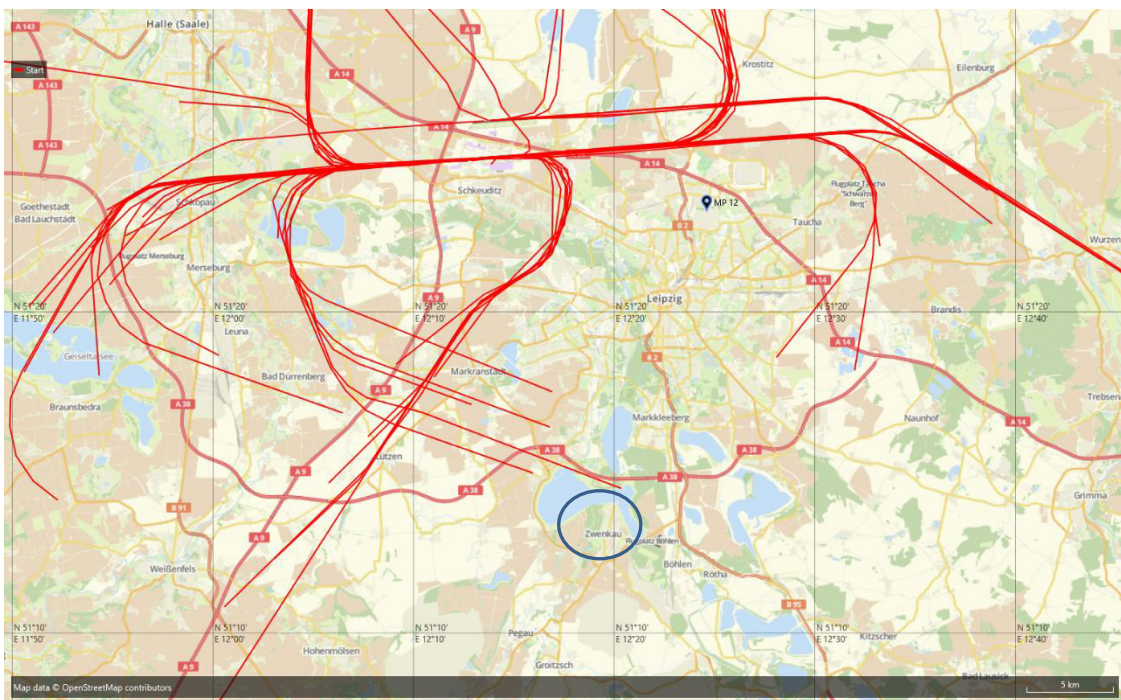 A 143
Halle (Saale)
A 9
Krostitz
Eilenburg
A 14
Start
A 143
A 14
A 143
A 14
Schkeuditz
Goethestadt
Bad Lauchstädt
Schkopau
MP 12
Flugplatz Taucha
"Schwarzer
Berg"
B 2
Taucha
Wurzen
Flugplatz Merseburg
Merseburg
A 14
A 9
Leipzig
N 51°20'
E 11°50'
N 51°20'
E 12°00'
N 51°20'
E 12°10'
N 51°20'
E 12°20'
N 51°20'
E 12°30'
N 51°20'
E 12°40'
Brandis
Leuna
A 14
Geiseltalsee
B 2
Bad Dürrenberg
Markranstädt
A 9
Braunsbedra
A 38
Markkleeberg
Naunhof
Trebsen
A 14
Lützen
A 38
A 38
A 9
A 38
A 38
Grimma
B 91
Zwenkau
Flugplatz Böhlen
A 9
Böhlen
Rötha
Weißenfels
B 95
N 51°10'
E 11°50'
N 51°10'
E 12°00'
N 51°10'
E 12°10'
N 51°10'
E 12°20'
N 51°10'
E 12°30'
N 51°10'
E 12°40'
Pegau
Kitzscher
Hohenmölsen
A 9
Groitzsch
Bad Lausick
Map data © OpenStreetMap contributors
5 km